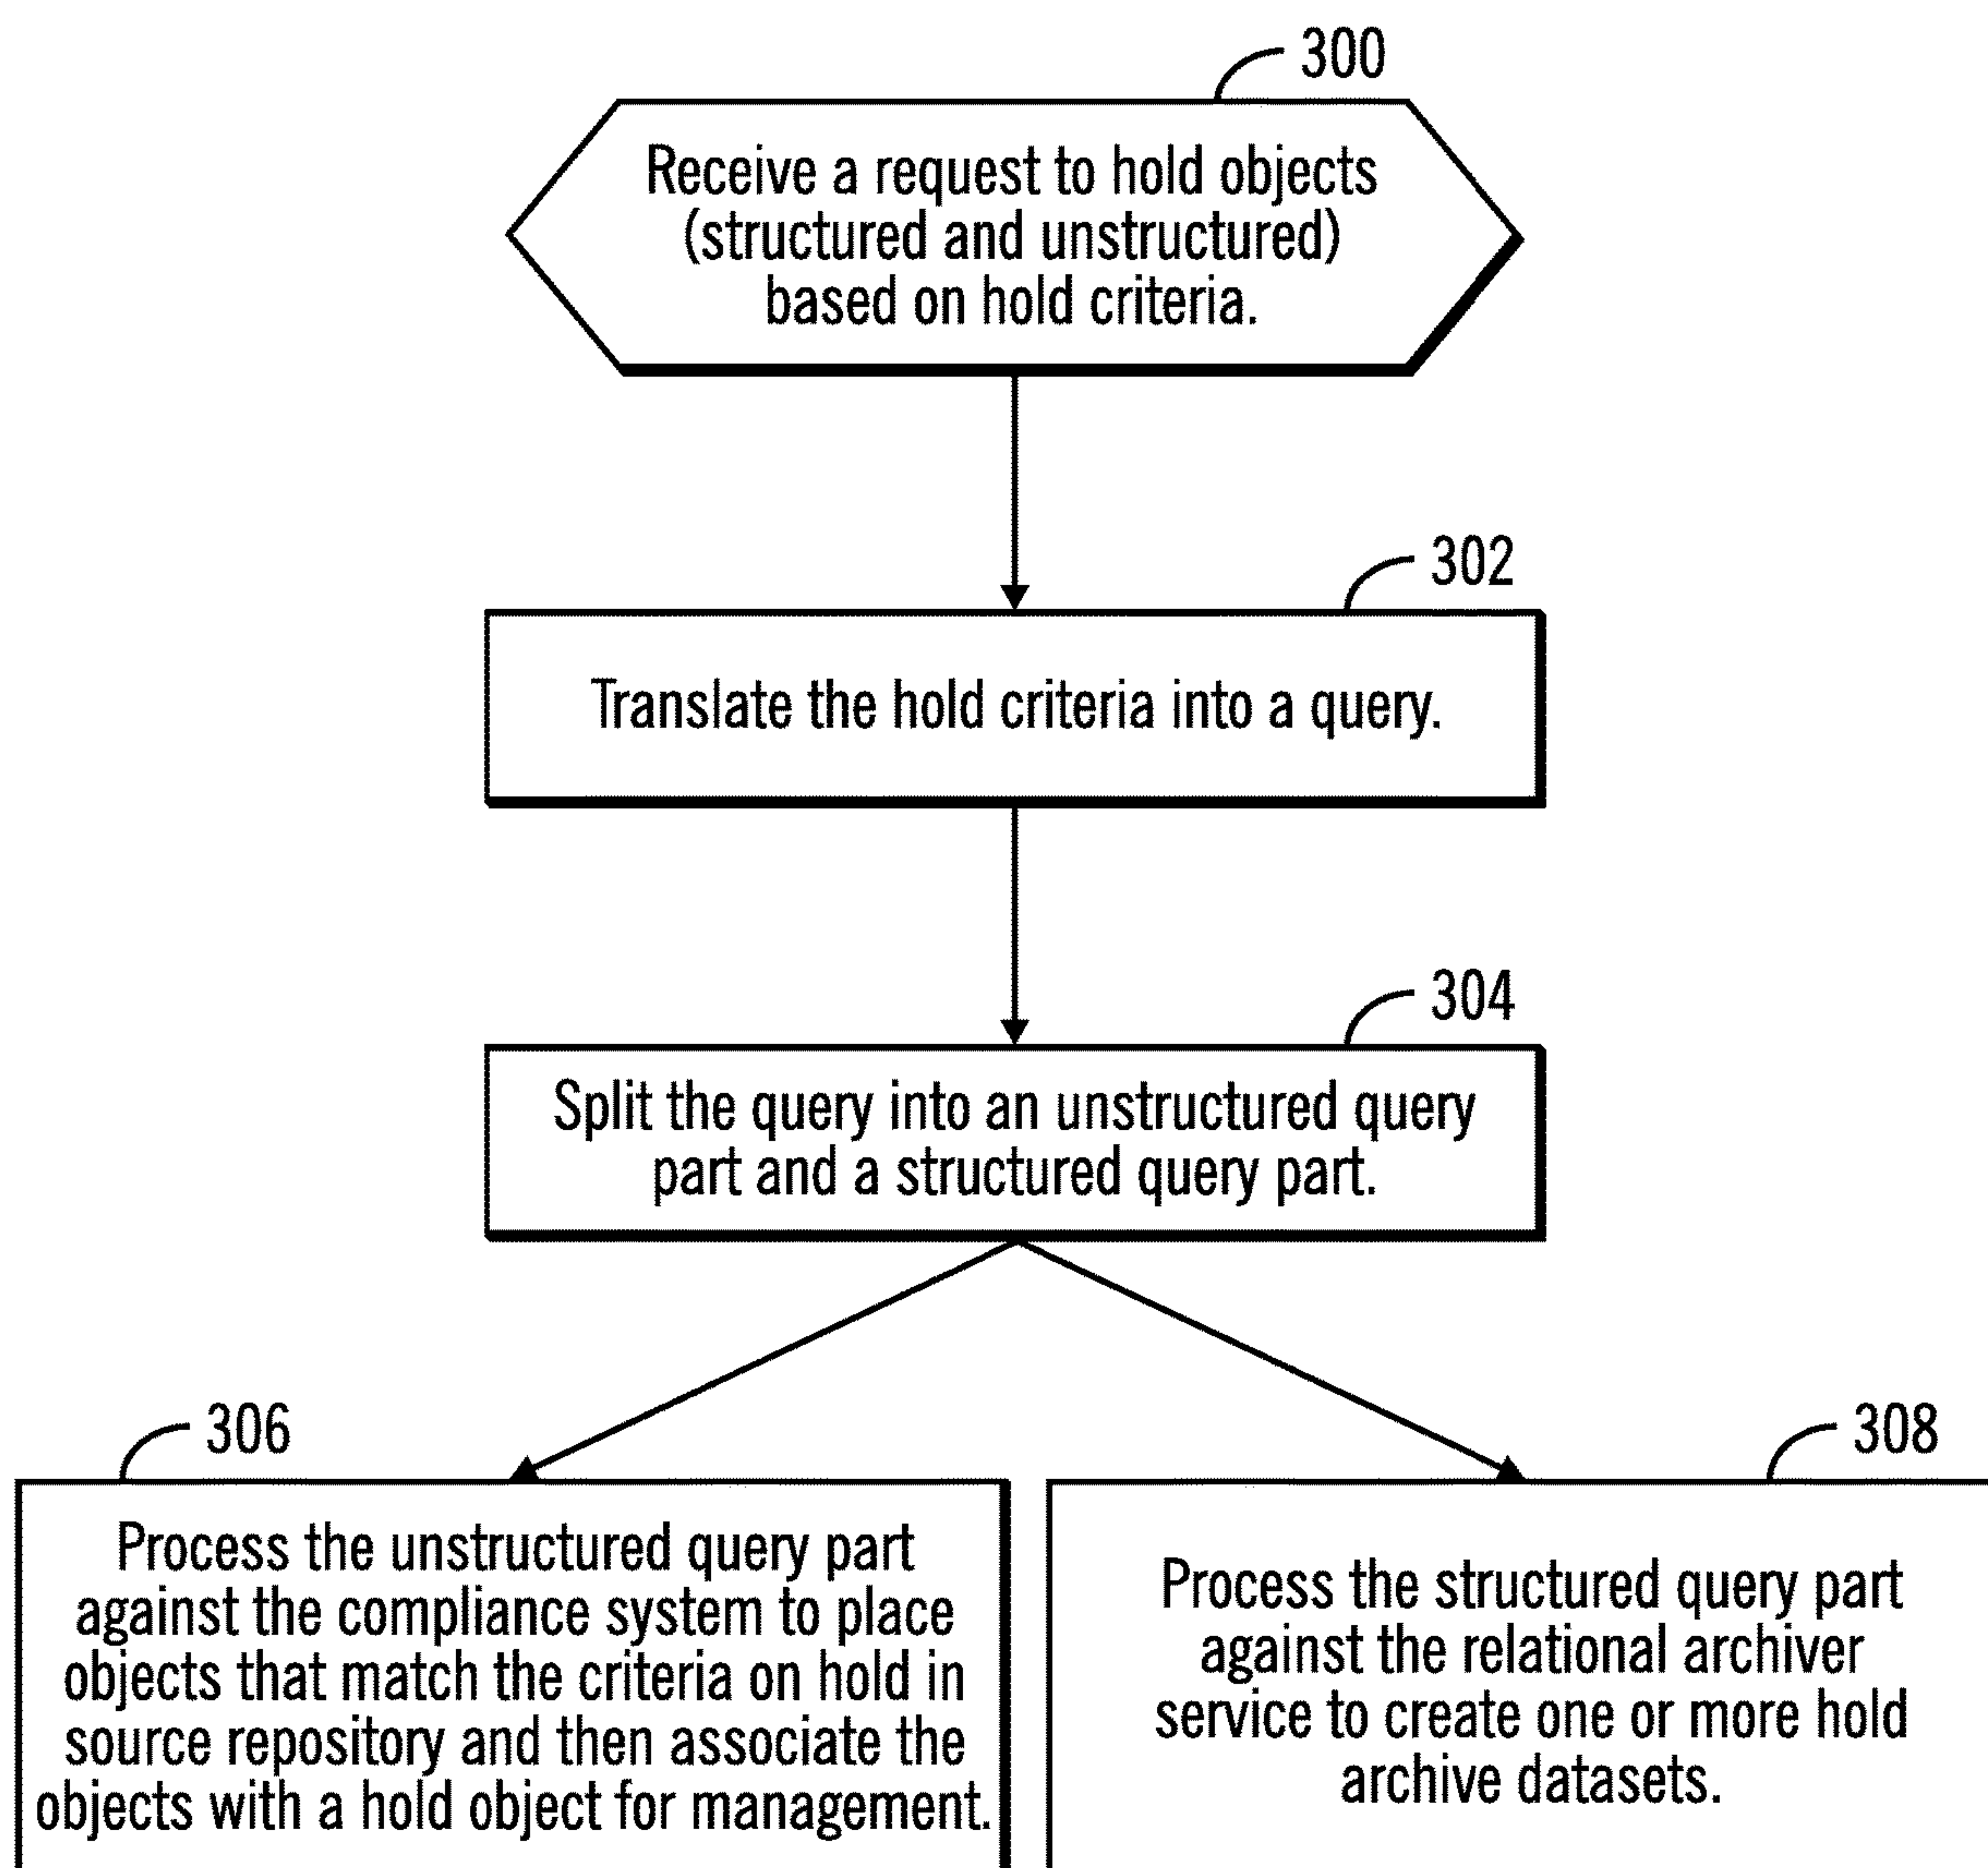 300
Receive a request to hold objects
(structured and unstructured)
based on hold criteria.
302
Translate the hold criteria into a query.
304
Split the query into an unstructured query
part and a structured query part.
306
Process the unstructured query part
against the compliance system to place
objects that match the criteria on hold in
source repository and then associate the
objects with a hold object for management.
308
Process the structured query part
against the relational archiver
service to create one or more hold
archive datasets.